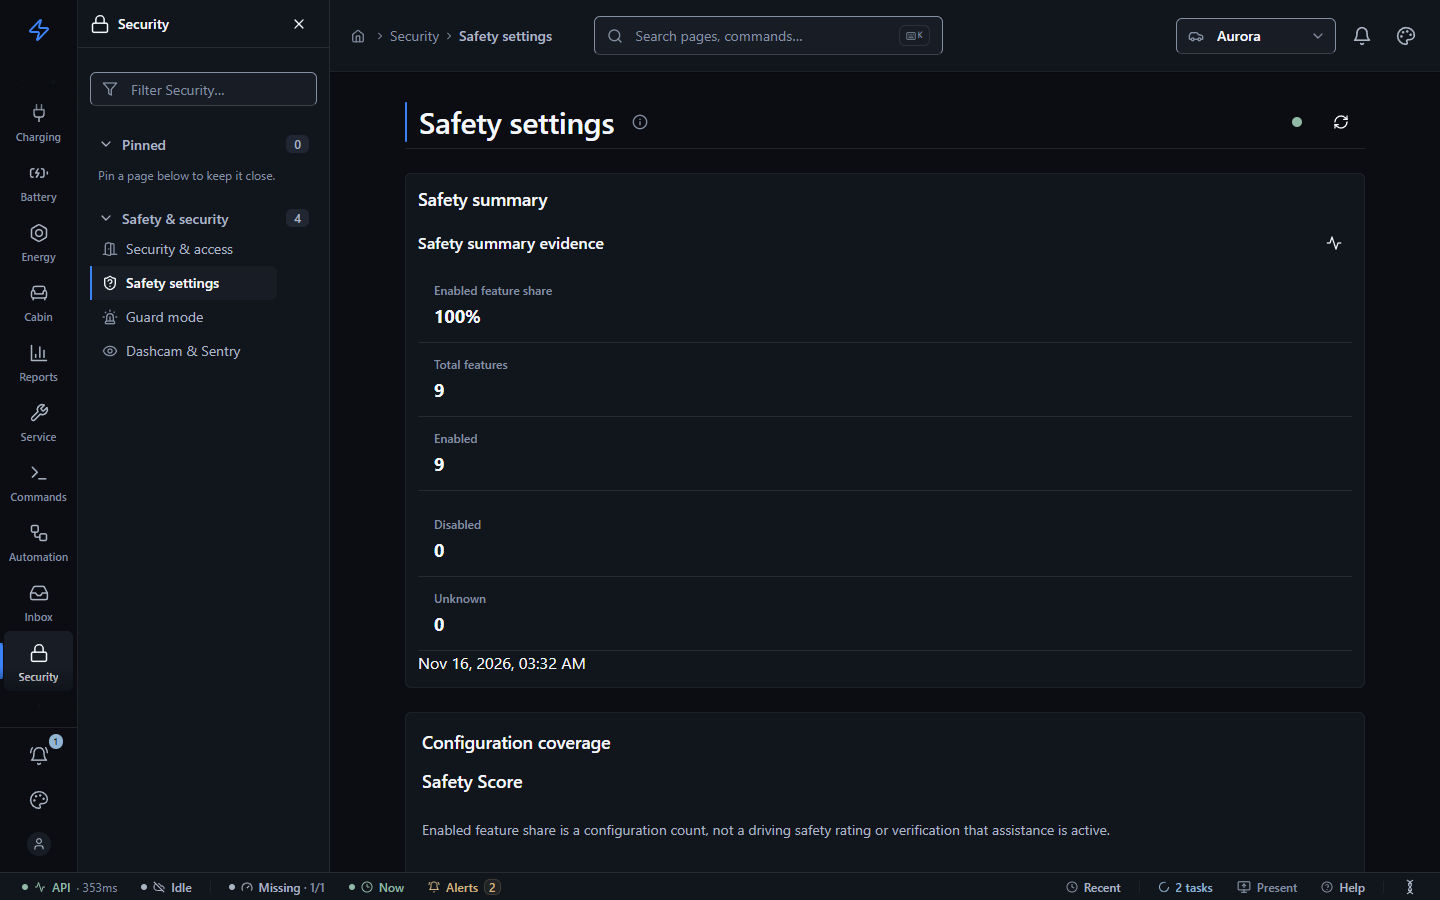 Security
Security
Safety settings
Search pages, commands...
K
Aurora
Filter Security...
Charging
Battery
Energy
Cabin
Reports
Service
Commands
Automation
Inbox
Security
1
Pinned
0
Pin a page below to keep it close.
Safety & security
4
Security & access
Safety settings
Guard mode
Dashcam & Sentry
Safety settings
Safety summary
Safety summary evidence
Enabled feature share
100%
Total features
9
Enabled
9
Disabled
0
Unknown
0
Nov 16, 2026, 03:32 AM
Configuration coverage
Safety Score
Enabled feature share is a configuration count, not a driving safety rating or verification that assistance is active.
API · 353ms
Idle
Missing · 1/1
Now
Alerts 2
Recent
2 tasks
Present
Help